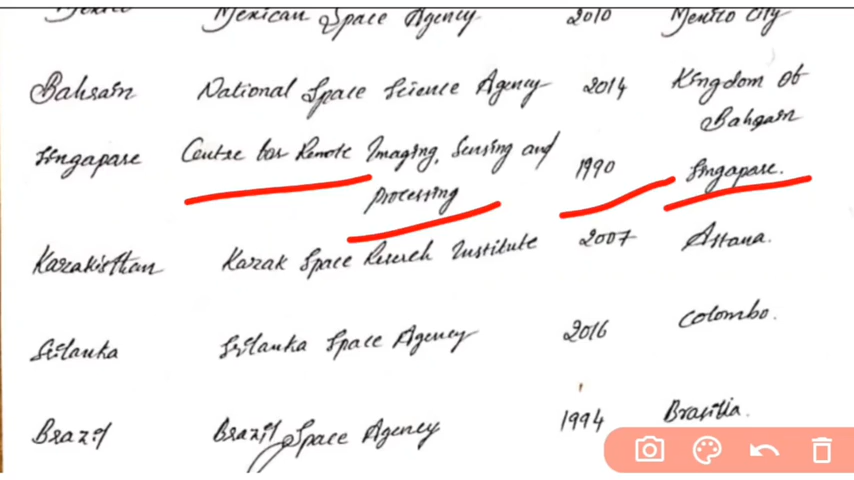 Mexican Space Agency 2010 Mexico City
Bahrain National Space Science Agency 2014 Kingdom of
Bahrain
Singapore Centre for Remote Imaging, Sensing and 1990 Singapore.
Processing
Kazakisthan Kazak Space Reserch Institute 2007 Astana.
Srilanka Srilanka Space Agency 2016 Colombo.
Brazil Brazil Space Agency 1994 Brasilia.